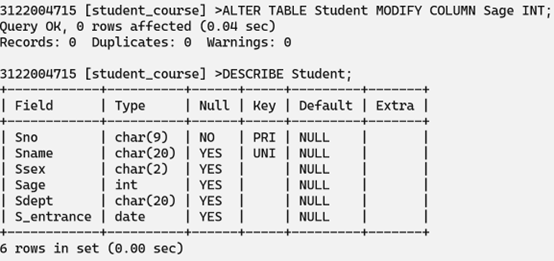 3122004715 [student_course] >ALTER TABLE Student MODIFY COLUMN Sage INT;
Query OK, 0 rows affected (0.04 sec)
Records: 0  Duplicates: 0  Warnings: 0

3122004715 [student_course] >DESCRIBE Student;
+------------+----------+------+-----+---------+-------+
| Field      | Type     | Null | Key | Default | Extra |
+------------+----------+------+-----+---------+-------+
| Sno        | char(9)  | NO   | PRI | NULL    |       |
| Sname      | char(20) | YES  | UNI | NULL    |       |
| Ssex       | char(2)  | YES  |     | NULL    |       |
| Sage       | int      | YES  |     | NULL    |       |
| Sdept      | char(20) | YES  |     | NULL    |       |
| S_entrance | date     | YES  |     | NULL    |       |
+------------+----------+------+-----+---------+-------+
6 rows in set (0.00 sec)